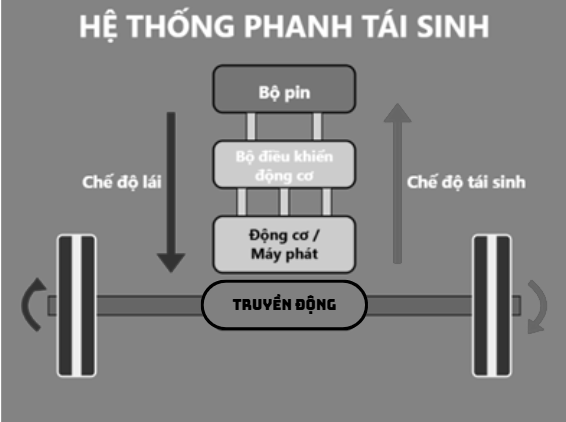 HỆ THỐNG PHANH TÁI SINH
Bộ pin
Bộ điều khiển
động cơ
Chế độ lái
Chế độ tái sinh
Động cơ /
Máy phát
TRUYỀN ĐỘNG